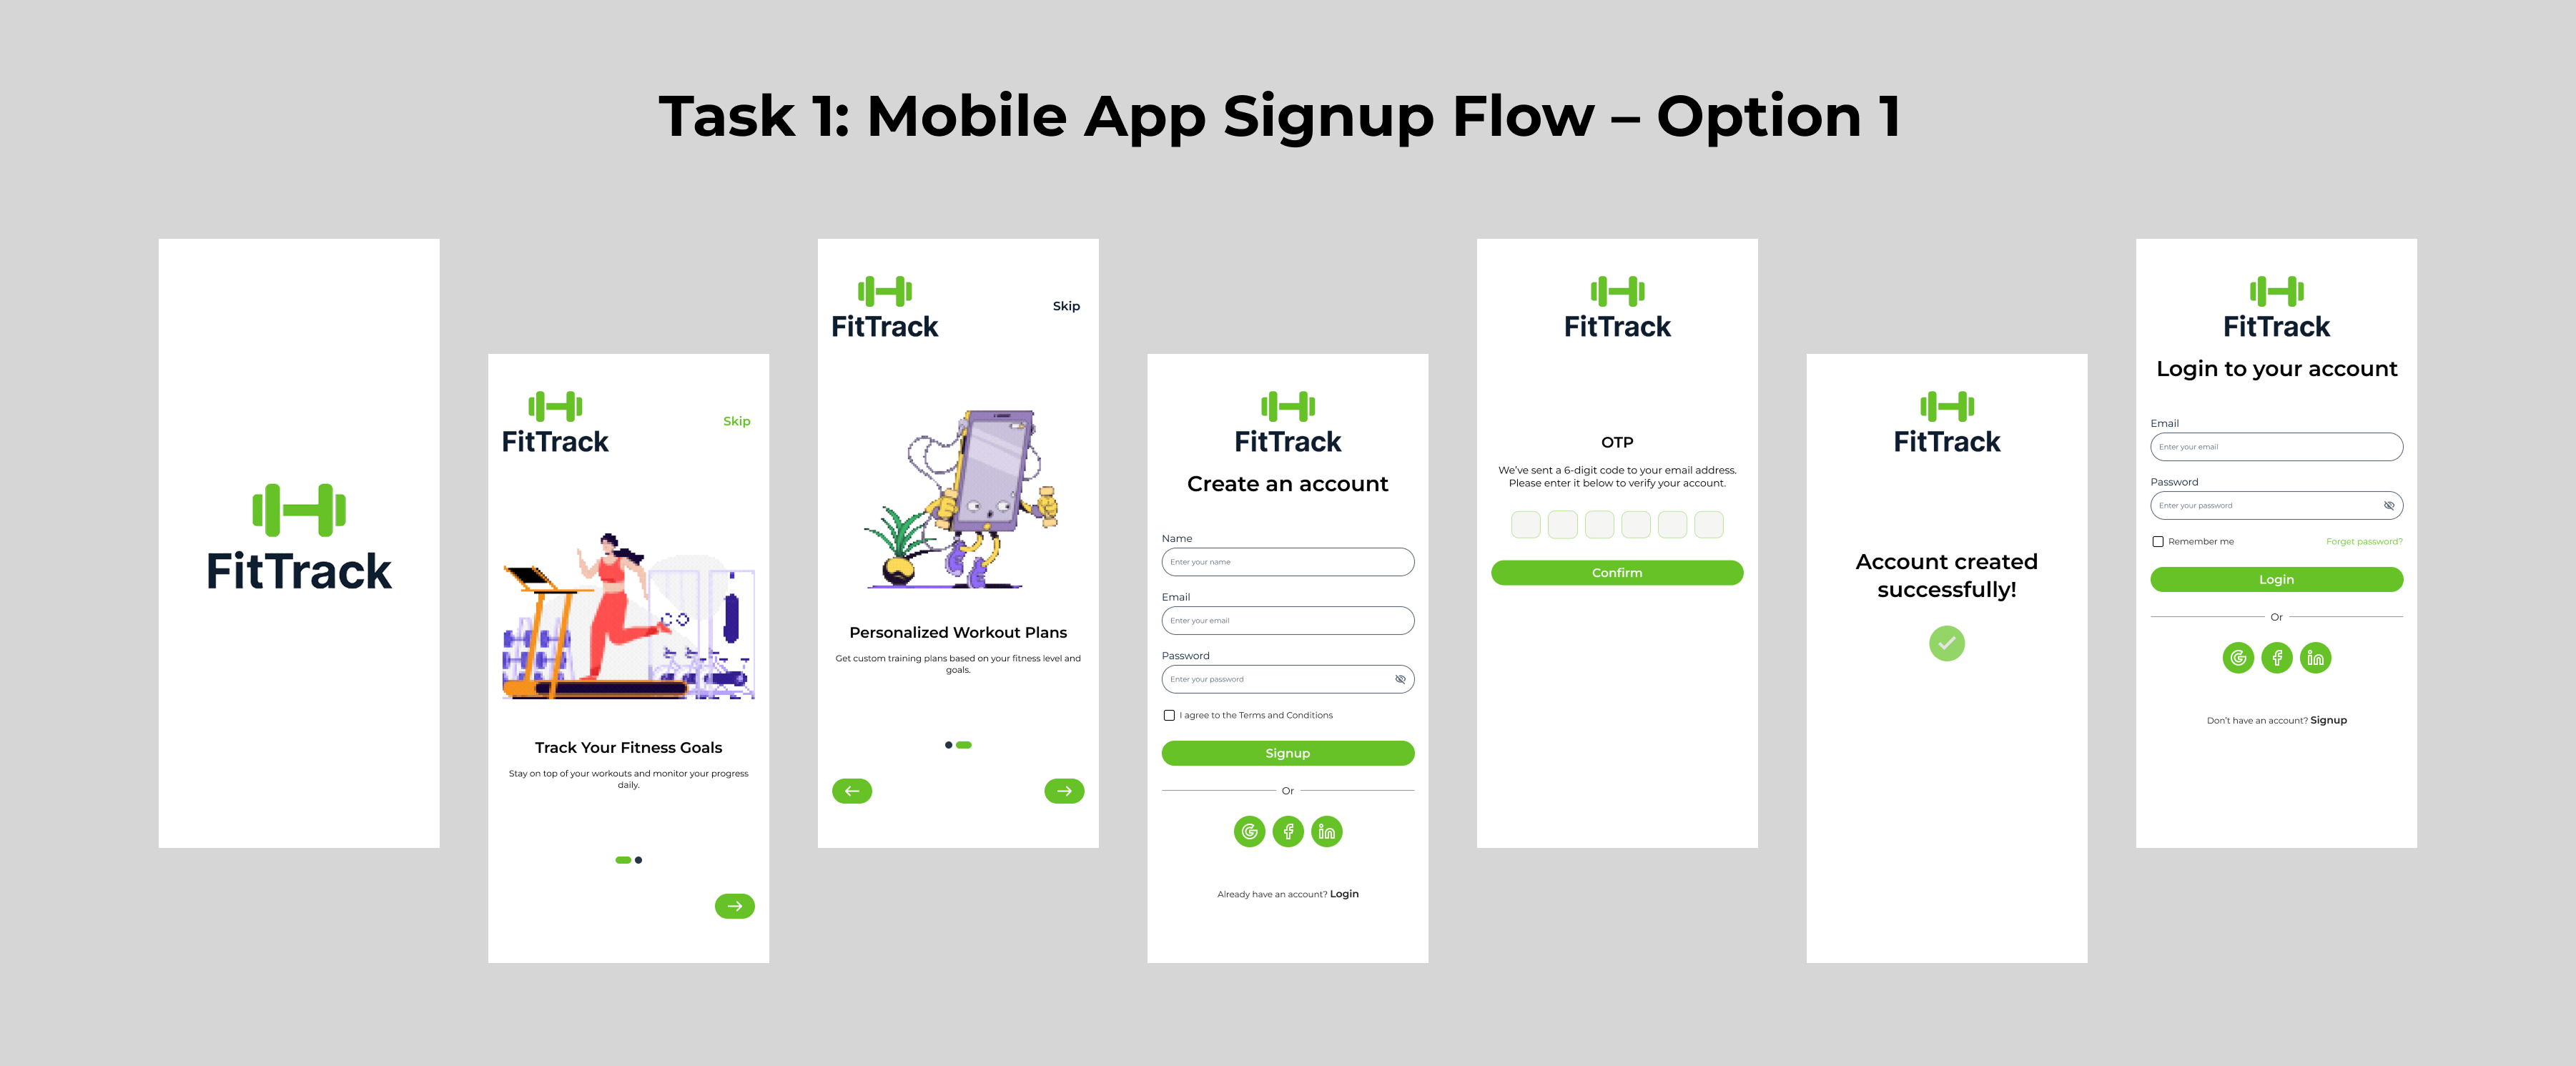 Task 1: Mobile App Signup Flow – Option 1
FitTrack
FitTrack
Skip
Track Your Fitness Goals
Stay on top of your workouts and monitor your progress
daily.
FitTrack
Skip
Personalized Workout Plans
Get custom training plans based on your fitness level and
goals.
FitTrack
Create an account
Name
Enter your name
Email
Enter your email
Password
Enter your password
I agree to the Terms and Conditions
Signup
Or
Already have an account? Login
FitTrack
OTP
We've sent a 6-digit code to your email address.
Please enter it below to verify your account.
Confirm
FitTrack
Account created
successfully!
FitTrack
Login to your account
Email
Enter your email
Password
Enter your password
Remember me
Forget password?
Login
Or
Don't have an account? Signup